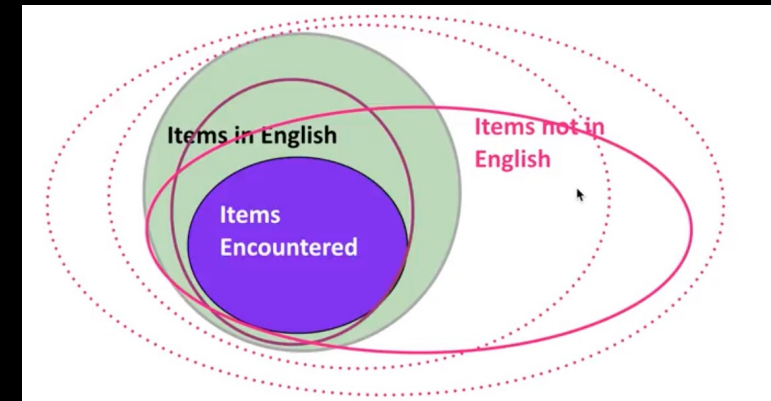 Items in English
Items not in
English
Items
Encountered